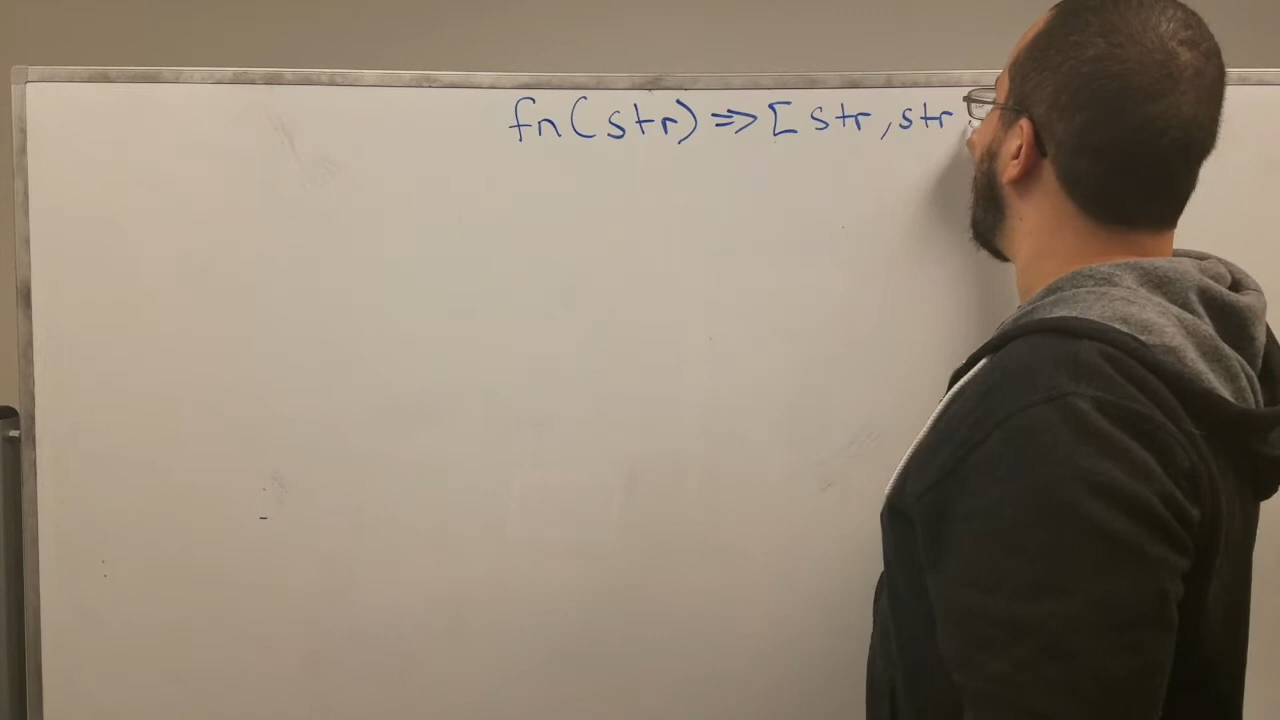 fn(str) => [str, str